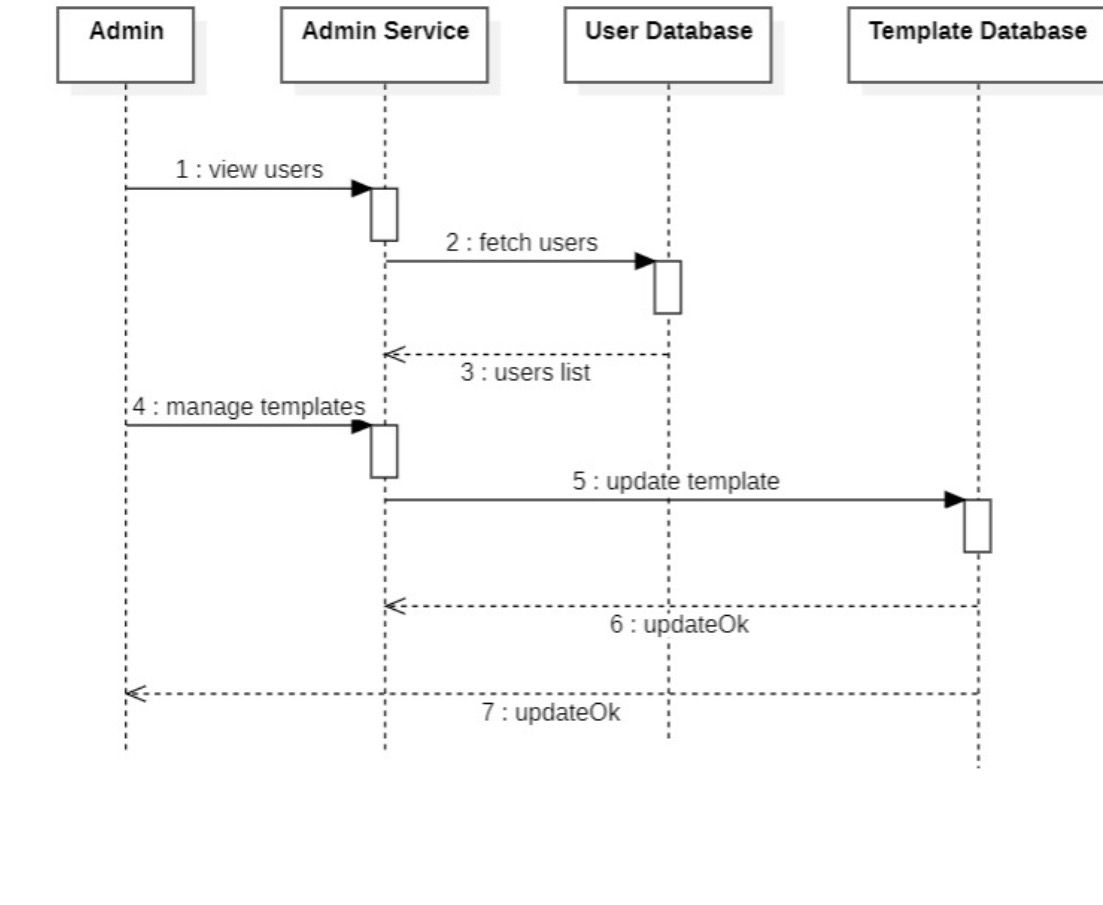 Admin
Admin Service
User Database
Template Database
1 : view users
2 : fetch users
3 : users list
4 : manage templates
5 : update template
6 : updateOk
7 : updateOk